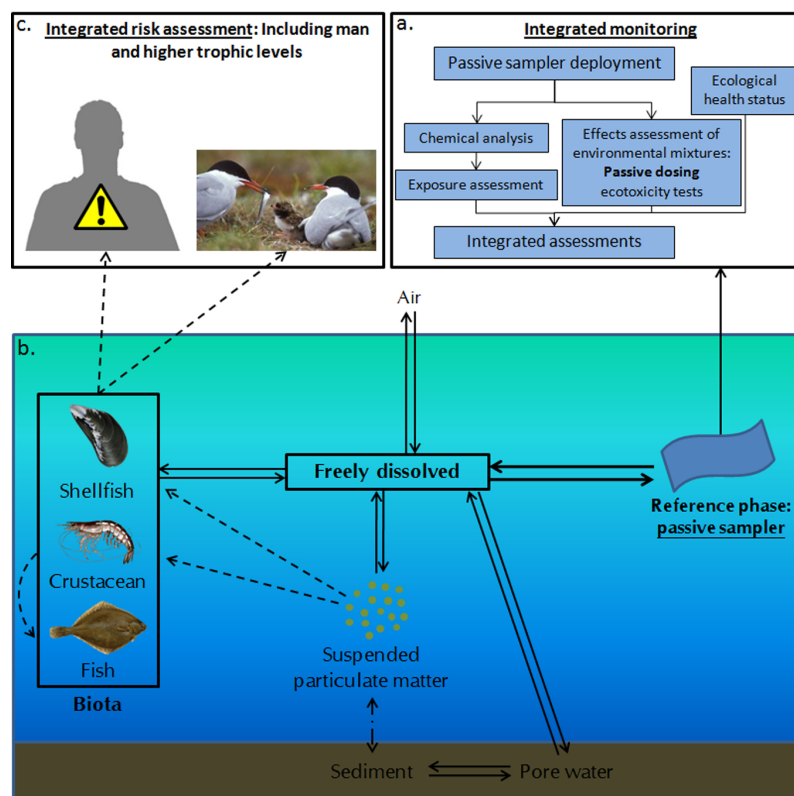 c.
Integrated risk assessment: Including man
and higher trophic levels
a.
Integrated monitoring
Passive sampler deployment
Ecological
health status
Chemical analysis
Effects assessment of
environmental mixtures:
Passive dosing
ecotoxicity tests
Exposure assessment
Integrated assessments
Air
b.
Shellfish
Crustacean
Fish
Biota
Freely dissolved
Reference phase:
passive sampler
Suspended
particulate matter
Sediment
Pore water